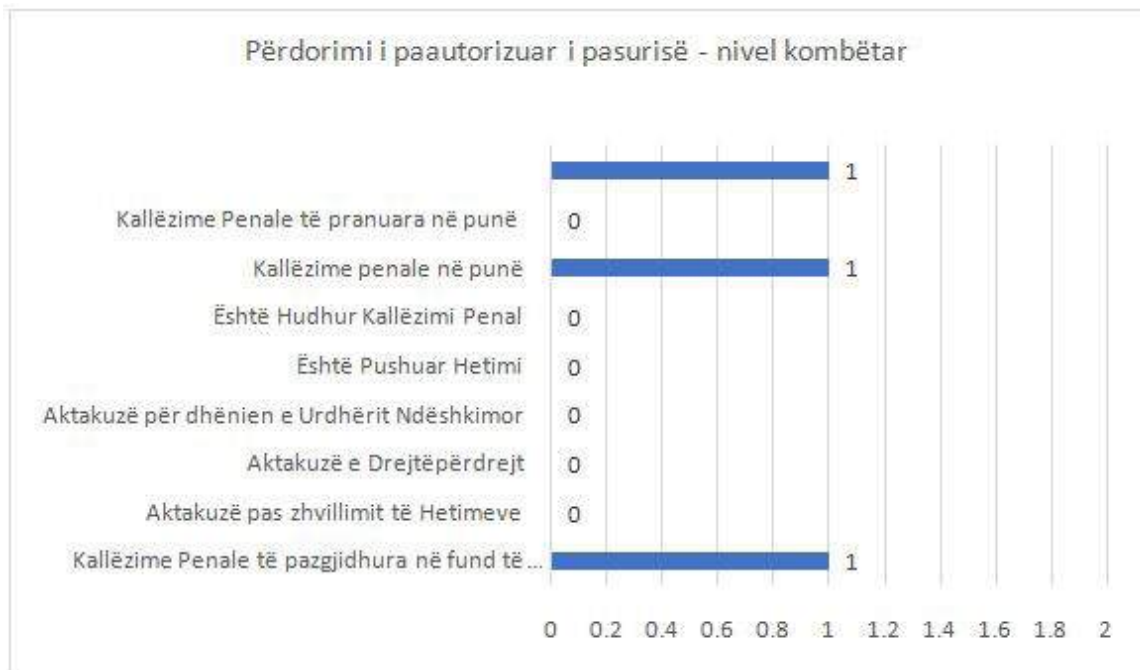 Përdorimi i paautorizuar i pasurisë - nivel kombëtar
1
Kallëzime Penale të pranuara në punë 0
Kallëzime penale në punë 1
Është Hudhur Kallëzimi Penal 0
Është Pushuar Hetimi 0
Aktakuzë për dhënien e Urdhërit Ndëshkimor 0
Aktakuzë e Drejtëpërdrejt 0
Aktakuzë pas zhvillimit të Hetimeve 0
Kallëzime Penale të pazgjidhura në fund të ... 1
0 0.2 0.4 0.6 0.8 1 1.2 1.4 1.6 1.8 2